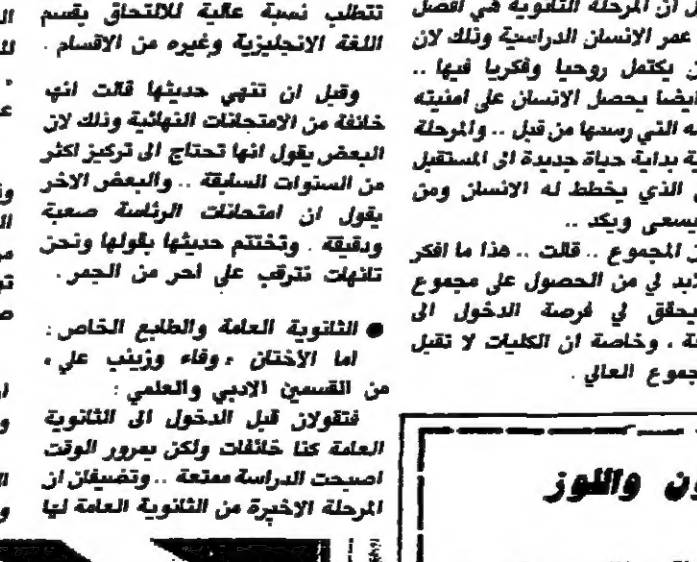 ل ان المرحلة الثانوية هي افضل
عمر الانسان الدراسية وذلك لان
ن يكتمل روحيا وفكريا فيها ..
ايضا يحصل الانسان على امنيته
ه التي رسمها من قبل .. والمرحلة
ية بداية حياة جديدة الى المستقبل
الذي يخطط له الانسان ومن
يسعى ويكد ..
ن المجموع .. قالت .. هذا ما افكر
لابد لي من الحصول على مجموع
يحقق لي فرصة الدخول الى
عة ، وخاصة ان الكليات لا تقبل
جموع العالي .
ون واللوز
تتطلب نسبة عالية للالتحاق بقسم
اللغة الانجليزية وغيره من الاقسام .
وقبل ان تنهي حديثها قالت انها
خائفة من الامتحانات النهائية وذلك لان
البعض يقول انها تحتاج الى تركيز اكثر
من السنوات السابقة .. والبعض الاخر
يقول ان امتحانات الرئاسة صعبة
ودقيقة . وتختتم حديثها بقولها ونحن
تائهات نترقب على احر من الجمر .
● الثانوية العامة والطابع الخاص :
اما الأختان ، وفاء وزينب علي ،
من القسمين الادبي والعلمي :
فتقولان قبل الدخول الى الثانوية
العامة كنا خائفات ولكن بمرور الوقت
اصبحت الدراسة ممتعة .. وتضيفان ان
المرحلة الاخيرة من الثانوية العامة لها